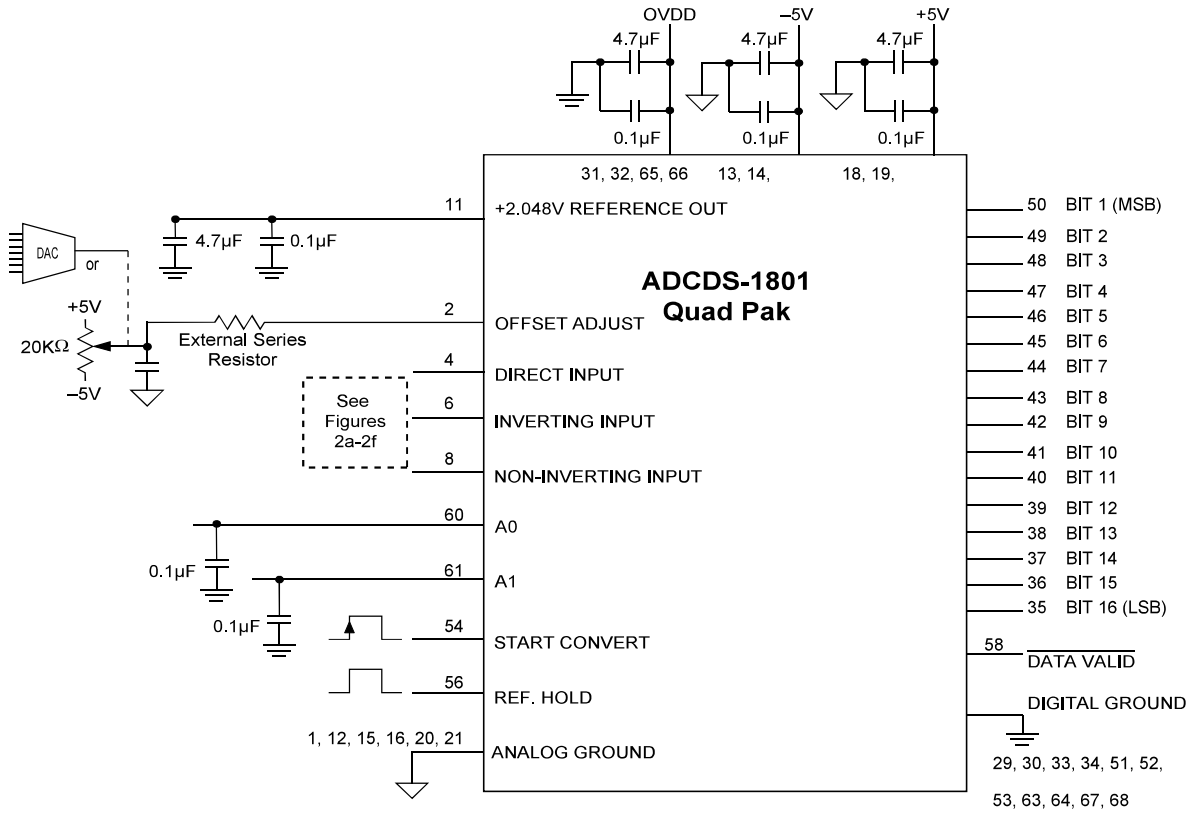 OVDD –5V +5V
4.7µF 4.7µF 4.7µF
0.1µF 0.1µF 0.1µF
31, 32, 65, 66 13, 14, 18, 19,
11 +2.048V REFERENCE OUT
4.7µF 0.1µF
DAC
or
ADCDS-1801
Quad Pak
+5V
20KΩ
–5V
External Series
Resistor
2 OFFSET ADJUST
4 DIRECT INPUT
See
Figures
2a-2f
6 INVERTING INPUT
8 NON-INVERTING INPUT
60 A0
0.1µF
61 A1
0.1µF
54 START CONVERT
56 REF. HOLD
1, 12, 15, 16, 20, 21 ANALOG GROUND
50 BIT 1 (MSB)
49 BIT 2
48 BIT 3
47 BIT 4
46 BIT 5
45 BIT 6
44 BIT 7
43 BIT 8
42 BIT 9
41 BIT 10
40 BIT 11
39 BIT 12
38 BIT 13
37 BIT 14
36 BIT 15
35 BIT 16 (LSB)
58 DATA VALID
DIGITAL GROUND
29, 30, 33, 34, 51, 52,
53, 63, 64, 67, 68